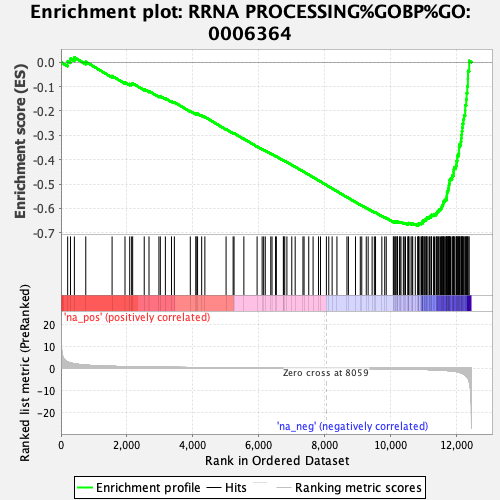 Enrichment plot: RRNA PROCESSING%GOBP%GO:
0006364
Enrichment score (ES)
0.0
-0.1
-0.2
-0.3
-0.4
-0.5
-0.6
-0.7
'na_pos' (positively correlated)
Ranked list metric (PreRanked)
20
10
0
-10
-20
Zero cross at 8059
'na_neg' (negatively correlated)
0
2,000
4,000
6,000
8,000
10,000
12,000
Rank in Ordered Dataset
Enrichment profile
Hits
Ranking metric scores